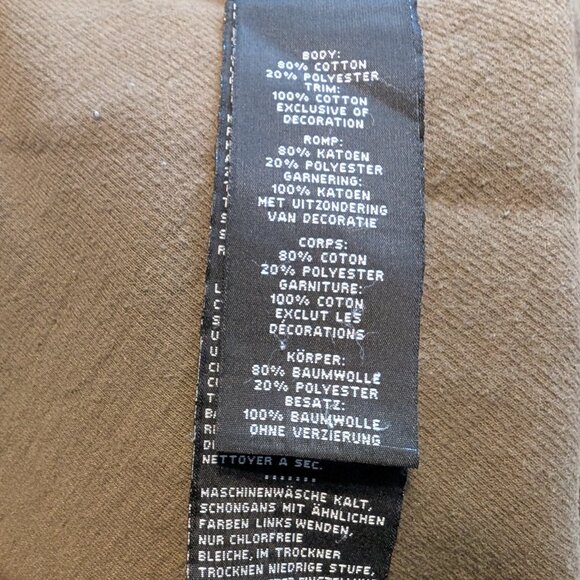 BODY:
80% COTTON
20% POLYESTER
TRIM:
100% COTTON
EXCLUSIVE OF
DECORATION
ROMP:
80% KATOEN
20% POLYESTER
GARNERING:
100% KATOEN
MET UITZONDERING
VAN DECORATIE
CORPS:
80% COTON
20% POLYESTER
GARNITURE:
100% COTON
EXCLUT LES
DÉCORATIONS
KÖRPER:
80% BAUMWOLLE
20% POLYESTER
BESATZ:
100% BAUMWOLLE
OHNE VERZIERUNG
NETTOYER A SEC.
MASCHINENWÄSCHE KALT,
SCHONGANS MIT ÄHNLICHEN
FARBEN LINKS WENDEN,
NUR CHLORFREIE
BLEICHE, IM TROCKNER
TROCKNEN NIEDRIGE STUFE,